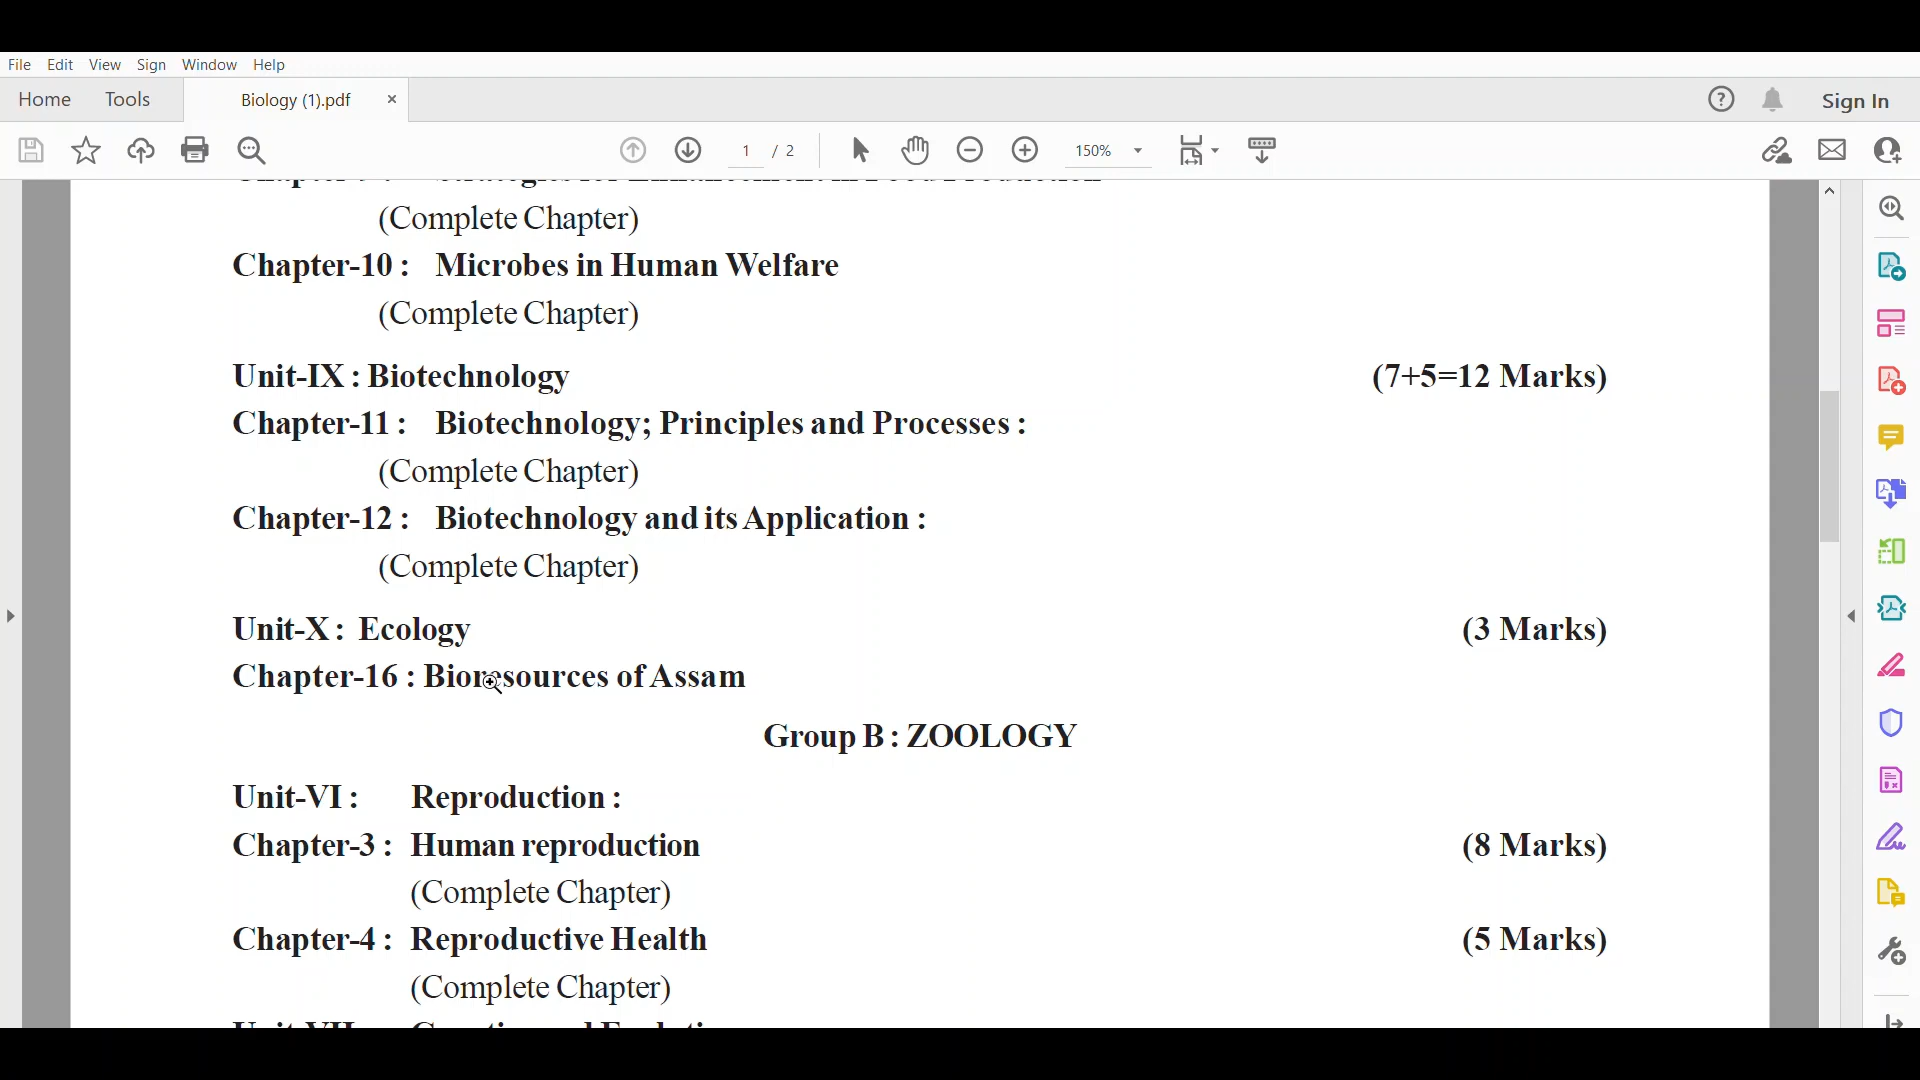 File Edit View Sign Window Help
Home Tools Biology (1).pdf × Sign In
1 / 2 150%
(Complete Chapter)
Chapter-10 : Microbes in Human Welfare
(Complete Chapter)
Unit-IX : Biotechnology (7+5=12 Marks)
Chapter-11 : Biotechnology; Principles and Processes :
(Complete Chapter)
Chapter-12 : Biotechnology and its Application :
(Complete Chapter)
Unit-X : Ecology (3 Marks)
Chapter-16 : Bioresources of Assam
Group B : ZOOLOGY
Unit-VI : Reproduction :
Chapter-3 : Human reproduction (8 Marks)
(Complete Chapter)
Chapter-4 : Reproductive Health (5 Marks)
(Complete Chapter)